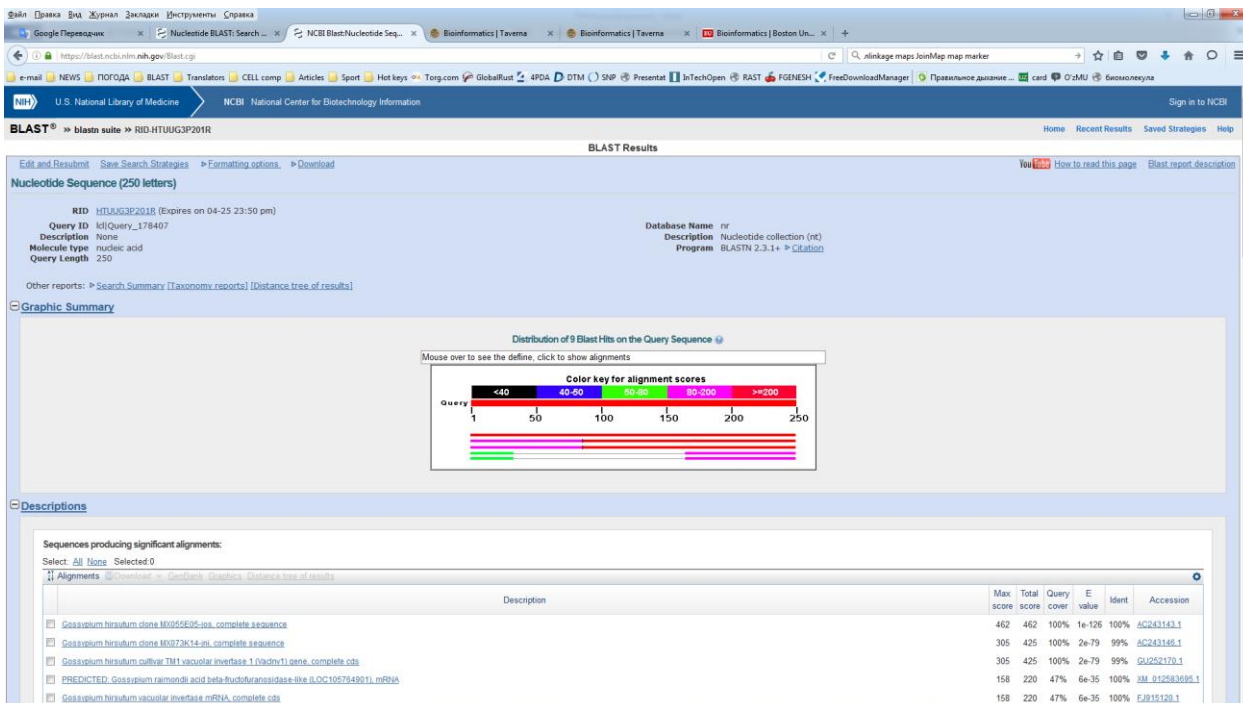 Файл Правка Вид Журнал Закладки Инструменты Справка
Google Переводчик × Nucleotide BLAST: Search ... × NCBI Blast:Nucleotide Seq... × Bioinformatics | Taverna × Bioinformatics | Taverna × Bioinformatics | Boston Un... × +
https://blast.ncbi.nlm.nih.gov/Blast.cgi nlinkage maps JoinMap map marker
e-mail NEWS ПОГОДА BLAST Translators CELL comp Articles Sport Hot keys Torg.com GlobalRust 4PDA DTM SNP Presentat InTechOpen RAST FGENESH FreeDownloadManager Правильное дыхание ... card O'zMU биомолекула
NIH U.S. National Library of Medicine NCBI National Center for Biotechnology Information Sign in to NCBI
BLAST® » blastn suite » RID-HTUUG3P201R Home Recent Results Saved Strategies Help
BLAST Results
Edit and Resubmit Save Search Strategies Formatting options Download YouTube How to read this page Blast report description
Nucleotide Sequence (250 letters)
RID HTUUG3P201R (Expires on 04-25 23:50 pm)
Query ID lcl|Query_178407 Database Name nr
Description None Description Nucleotide collection (nt)
Molecule type nucleic acid Program BLASTN 2.3.1+ Citation
Query Length 250
Other reports: Search Summary [Taxonomy reports] [Distance tree of results]
Graphic Summary
Distribution of 9 Blast Hits on the Query Sequence
Mouse over to see the defline, click to show alignments
Color key for alignment scores
<40 40-50 50-80 80-200 >=200
Query
1 50 100 150 200 250
Descriptions
Sequences producing significant alignments:
Select: All None Selected:0
Alignments Download GenBank Graphics Distance tree of results
Description Max score Total score Query cover E value Ident Accession
Gossypium hirsutum clone MX055E05-jos, complete sequence 462 462 100% 1e-126 100% AC243143.1
Gossypium hirsutum clone MX073K14-jni, complete sequence 305 425 100% 2e-79 99% AC243146.1
Gossypium hirsutum cultivar TM1 vacuolar invertase 1 (VacInv1) gene, complete cds 305 425 100% 2e-79 99% GU252170.1
PREDICTED: Gossypium raimondii acid beta-fructofuranosidase-like (LOC105764901), mRNA 158 220 47% 6e-35 100% XM_012583695.1
Gossypium hirsutum vacuolar invertase mRNA, complete cds 158 220 47% 6e-35 100% FJ915120.1